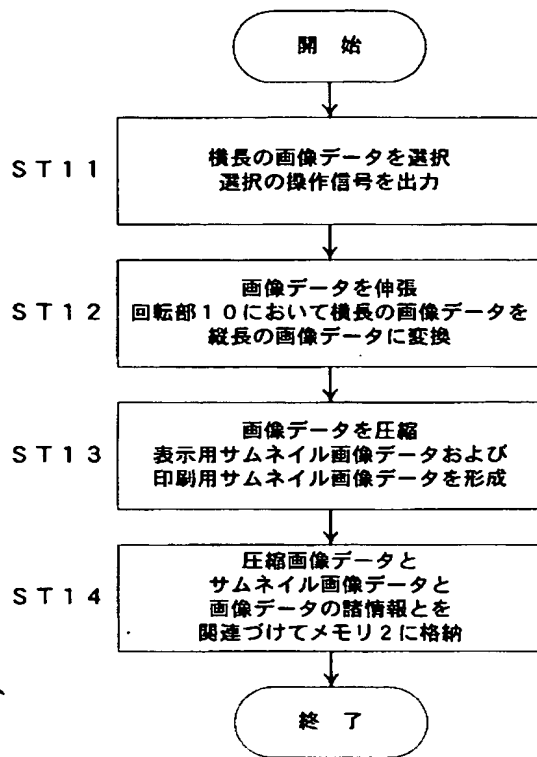 開 始
ST11
横長の画像データを選択
選択の操作信号を出力
ST12
画像データを伸張
回転部10において横長の画像データを
縦長の画像データに変換
ST13
画像データを圧縮
表示用サムネイル画像データおよび
印刷用サムネイル画像データを形成
ST14
圧縮画像データと
サムネイル画像データと
画像データの諸情報とを
関連づけてメモリ2に格納
終 了